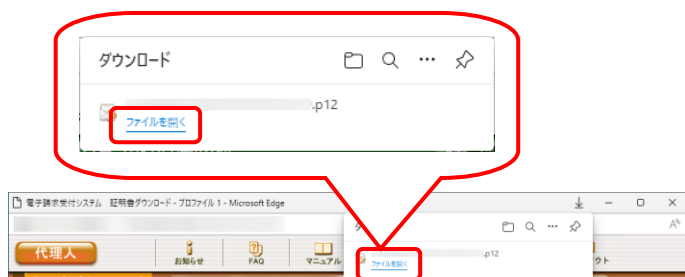 ダウンロード
.p12
ファイルを開く
電子請求受付システム 証明書ダウンロード - プロファイル 1 - Microsoft Edge
代理人
お知らせ
FAQ
マニュアル
.p12
ファイルを開く